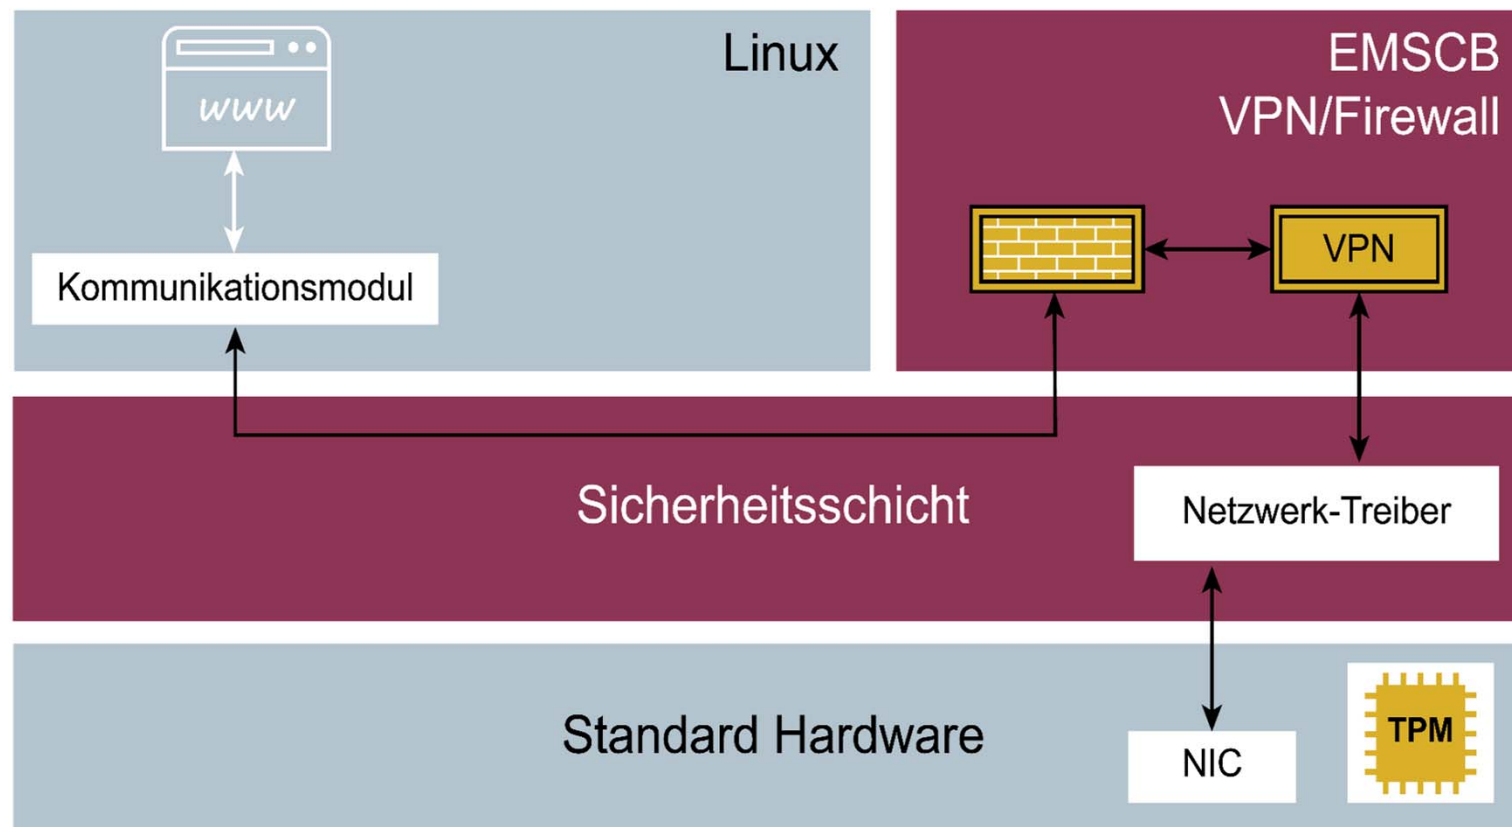 Linux
www
Kommunikationsmodul
EMSCB
VPN/Firewall
VPN
Sicherheitsschicht
Netzwerk-Treiber
Standard Hardware
NIC
TPM